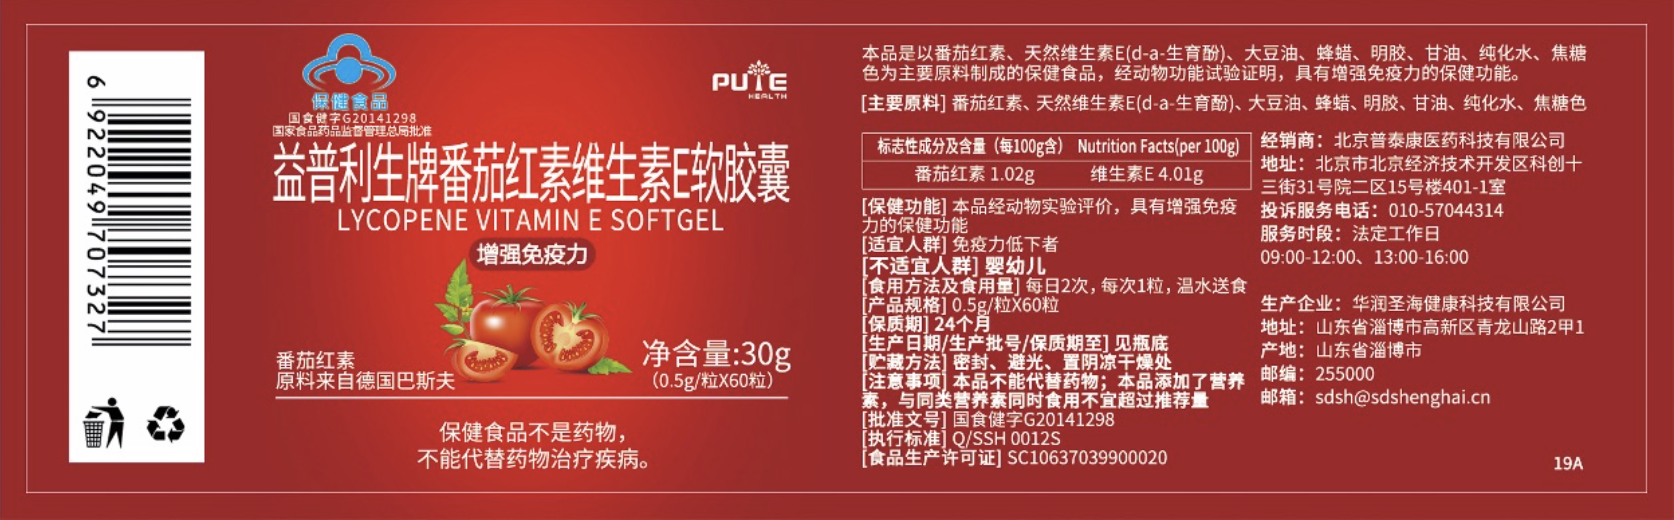 6 922049 707327
保健食品
国食健字G20141298
国家食品药品监督管理总局批准
PUTE
HEALTH
益普利生牌番茄红素维生素E软胶囊
LYCOPENE VITAMIN E SOFTGEL
增强免疫力
番茄红素
原料来自德国巴斯夫
净含量:30g
(0.5g/粒X60粒)
保健食品不是药物，
不能代替药物治疗疾病。
本品是以番茄红素、天然维生素E(d-a-生育酚)、大豆油、蜂蜡、明胶、甘油、纯化水、焦糖
色为主要原料制成的保健食品，经动物功能试验证明，具有增强免疫力的保健功能。
[主要原料] 番茄红素、天然维生素E(d-a-生育酚)、大豆油、蜂蜡、明胶、甘油、纯化水、焦糖色
标志性成分及含量（每100g含） Nutrition Facts(per 100g)
番茄红素 1.02g 维生素E 4.01g
[保健功能] 本品经动物实验评价，具有增强免疫
力的保健功能
[适宜人群] 免疫力低下者
[不适宜人群] 婴幼儿
[食用方法及食用量] 每日2次，每次1粒，温水送食
[产品规格] 0.5g/粒X60粒
[保质期] 24个月
[生产日期/生产批号/保质期至] 见瓶底
[贮藏方法] 密封、避光、置阴凉干燥处
[注意事项] 本品不能代替药物；本品添加了营养
素，与同类营养素同时食用不宜超过推荐量
[批准文号] 国食健字G20141298
[执行标准] Q/SSH 0012S
[食品生产许可证] SC10637039900020
经销商：北京普泰康医药科技有限公司
地址：北京市北京经济技术开发区科创十
三街31号院二区15号楼401-1室
投诉服务电话：010-57044314
服务时段：法定工作日
09:00-12:00、13:00-16:00
生产企业：华润圣海健康科技有限公司
地址：山东省淄博市高新区青龙山路2甲1
产地：山东省淄博市
邮编：255000
邮箱：sdsh@sdshenghai.cn
19A